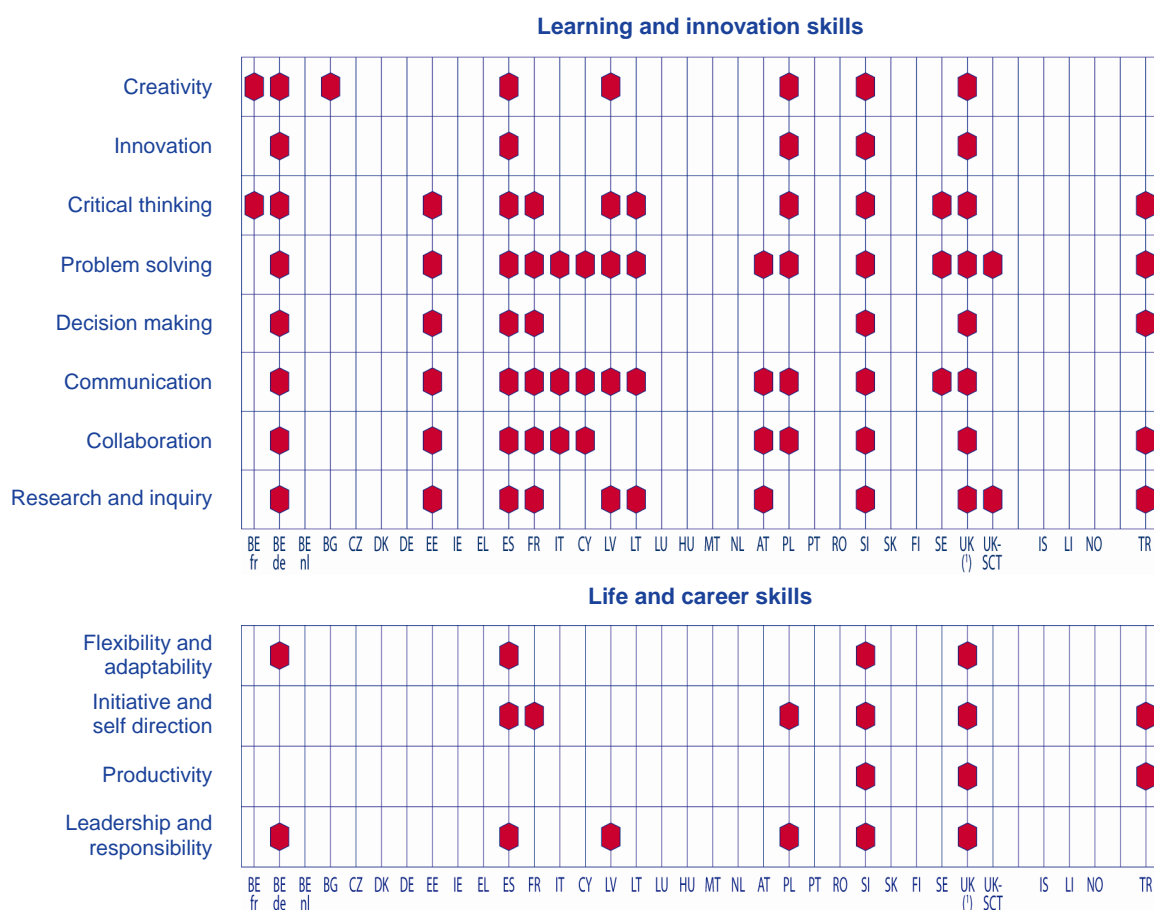 Learning and innovation skills
Creativity
Innovation
Critical thinking
Problem solving
Decision making
Communication
Collaboration
Research and inquiry
BE BE BE BG CZ DK DE EE IE EL ES FR IT CY LV LT LU HU MT NL AT PL PT RO SI SK FI SE UK UK- IS LI NO TR
fr de nl (¹) SCT
Life and career skills
Flexibility and
adaptability
Initiative and
self direction
Productivity
Leadership and
responsibility
BE BE BE BG CZ DK DE EE IE EL ES FR IT CY LV LT LU HU MT NL AT PL PT RO SI SK FI SE UK UK- IS LI NO TR
fr de nl (¹) SCT